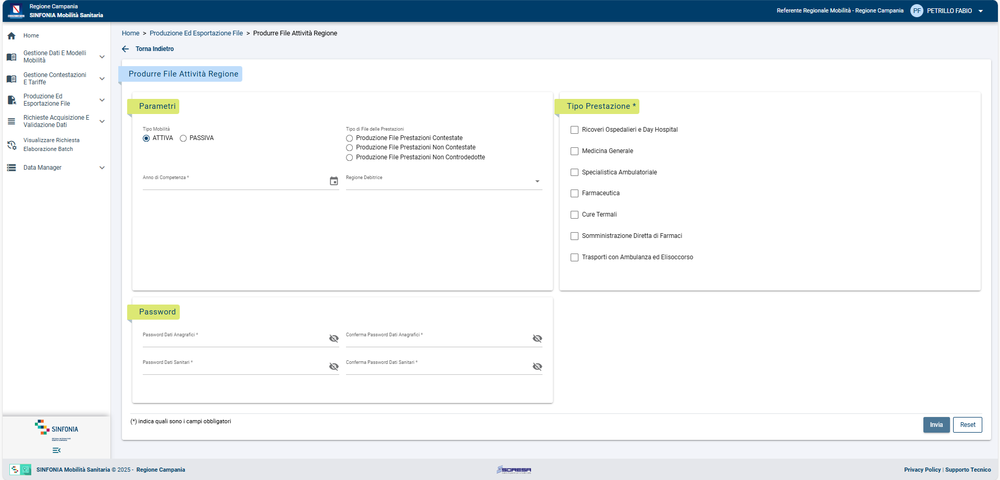 Regione Campania
SINFONIA Mobilità Sanitaria
Referente Regionale Mobilità - Regione Campania
PF
PETRILLO FABIO
Home
Gestione Dati E Modelli
Mobilità
Gestione Contestazioni
E Tariffe
Produzione Ed
Esportazione File
Richieste Acquisizione E
Validazione Dati
Visualizzare Richiesta
Elaborazione Batch
Data Manager
Home > Produzione Ed Esportazione File > Produrre File Attività Regione
Torna Indietro
Produrre File Attività Regione
Parametri
Tipo Mobilità
ATTIVA
PASSIVA
Tipo di File delle Prestazioni
Produzione File Prestazioni Contestate
Produzione File Prestazioni Non Contestate
Produzione File Prestazioni Non Controdedotte
Anno di Competenza *
Regione Debitrice
Tipo Prestazione *
Ricoveri Ospedalieri e Day Hospital
Medicina Generale
Specialistica Ambulatoriale
Farmaceutica
Cure Termali
Somministrazione Diretta di Farmaci
Trasporti con Ambulanza ed Elisoccorso
Password
Password Dati Anagrafici *
Conferma Password Dati Anagrafici *
Password Dati Sanitari *
Conferma Password Dati Sanitari *
(*) indica quali sono i campi obbligatori
Invia
Reset
SINFONIA
SINFONIA Mobilità Sanitaria © 2025 - Regione Campania
SORESA
Privacy Policy | Supporto Tecnico